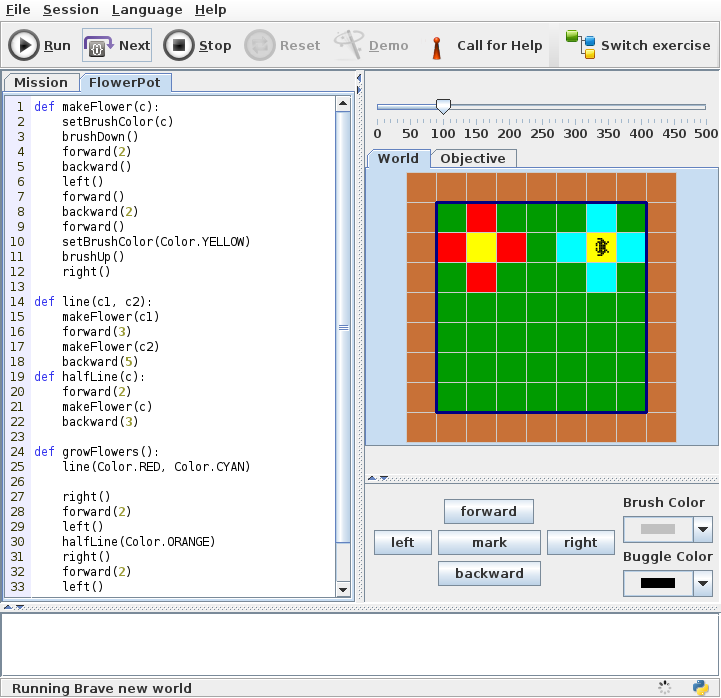 File Session Language Help
Run Next Stop Reset Demo Call for Help Switch exercise
Mission FlowerPot
1 def makeFlower(c):
2 setBrushColor(c)
3 brushDown()
4 forward(2)
5 backward()
6 left()
7 forward()
8 backward(2)
9 forward()
10 setBrushColor(Color.YELLOW)
11 brushUp()
12 right()
13
14 def line(c1, c2):
15 makeFlower(c1)
16 forward(3)
17 makeFlower(c2)
18 backward(5)
19 def halfLine(c):
20 forward(2)
21 makeFlower(c)
22 backward(3)
23
24 def growFlowers():
25 line(Color.RED, Color.CYAN)
26
27 right()
28 forward(2)
29 left()
30 halfLine(Color.ORANGE)
31 right()
32 forward(2)
33 left()
0 50 100 150 200 250 300 350 400 450 500
World Objective
forward
left mark right
backward
Brush Color
Buggle Color
Running Brave new world